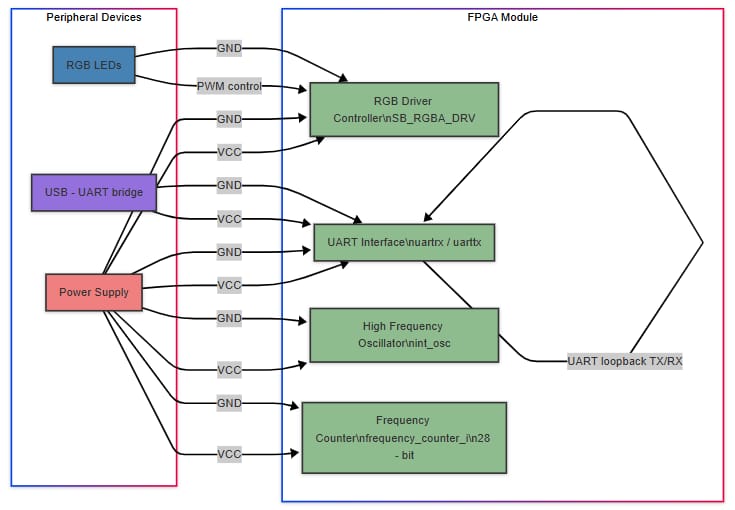 Peripheral Devices
FPGA Module
RGB LEDs
GND
PWM control
RGB Driver
Controller\nSB_RGBA_DRV
GND
VCC
USB - UART bridge
GND
VCC
UART Interface\nuartrx / uarttx
GND
VCC
Power Supply
GND
High Frequency
Oscillator\nint_osc
VCC
UART loopback TX/RX
GND
Frequency
Counter\nfrequency_counter_i\n28
- bit
VCC